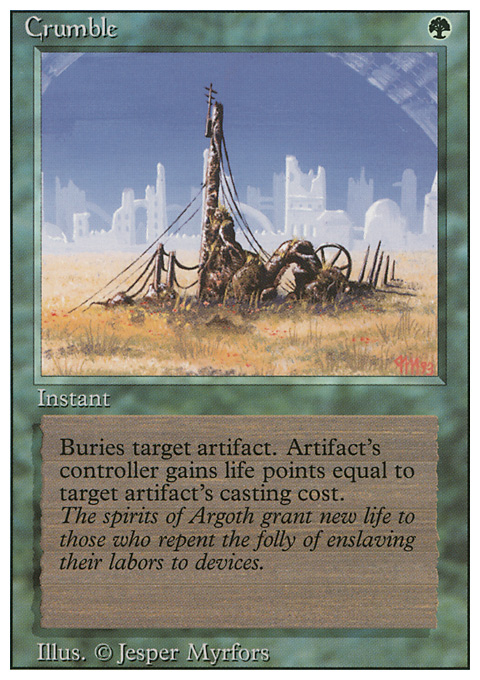 Crumble
Instant
Buries target artifact. Artifact's
controller gains life points equal to
target artifact's casting cost.
The spirits of Argoth grant new life to
those who repent the folly of enslaving
their labors to devices.
Illus. © Jesper Myrfors